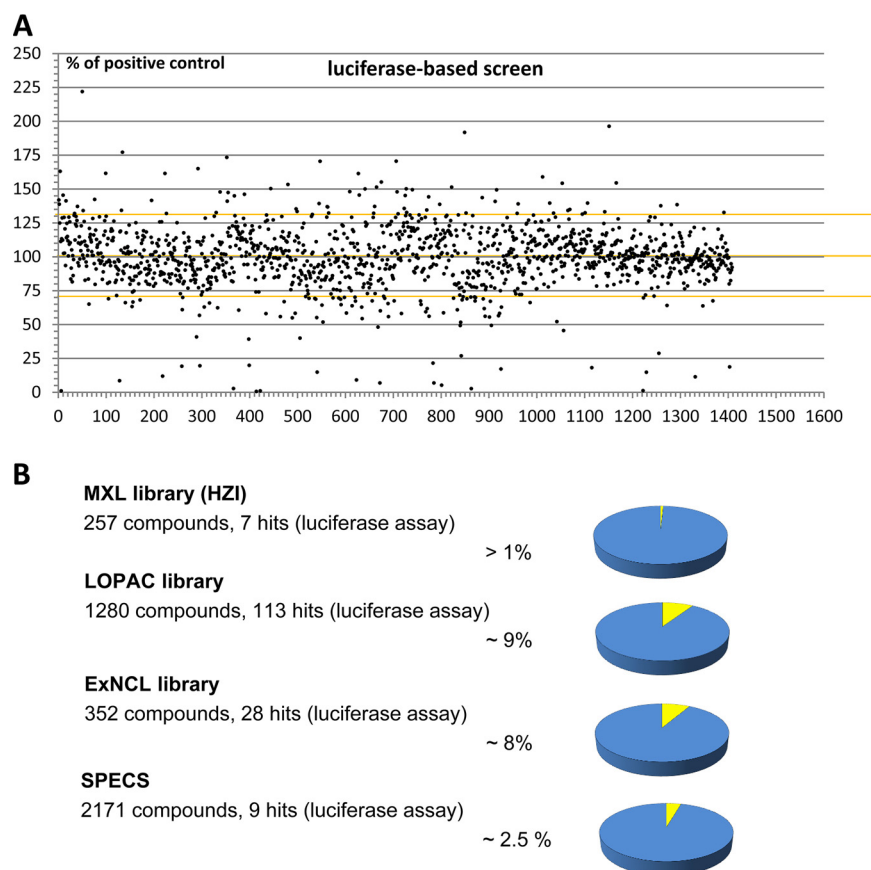 A
250
% of positive control
luciferase-based screen
225
200
175
150
125
100
75
50
25
0
0 100 200 300 400 500 600 700 800 900 1000 1100 1200 1300 1400 1500 1600
B
MXL library (HZI)
257 compounds, 7 hits (luciferase assay)
> 1%
LOPAC library
1280 compounds, 113 hits (luciferase assay)
~ 9%
ExNCL library
352 compounds, 28 hits (luciferase assay)
~ 8%
SPECS
2171 compounds, 9 hits (luciferase assay)
~ 2.5 %